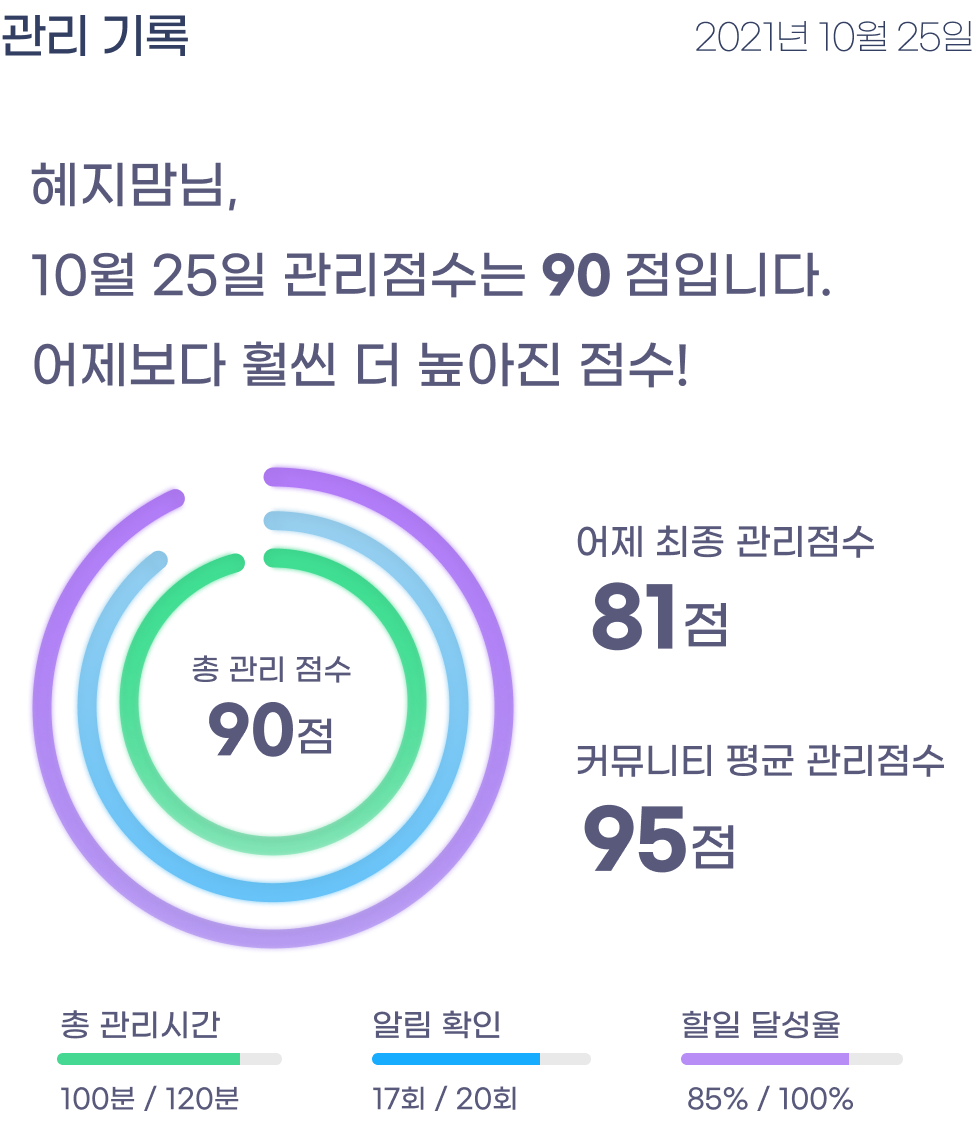 관리 기록
2021년 10월 25일
혜지맘님,
10월 25일 관리점수는 90 점입니다.
어제보다 훨씬 더 높아진 점수!
총 관리 점수
90점
어제 최종 관리점수
81점
커뮤니티 평균 관리점수
95점
총 관리시간
100분 / 120분
알림 확인
17회 / 20회
할일 달성율
85% / 100%